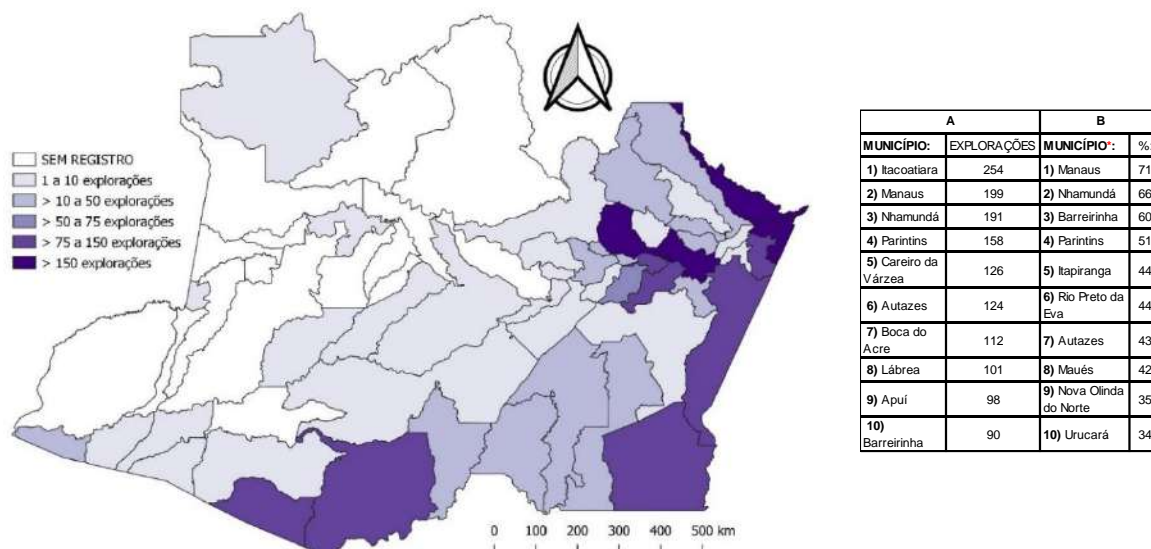 SEM REGISTRO
1 a 10 explorações
> 10 a 50 explorações
> 50 a 75 explorações
> 75 a 150 explorações
> 150 explorações
0 100 200 300 400 500 km
A B
MUNICÍPIO: EXPLORAÇÕES MUNICÍPIO*: %:
1) Itacoatiara 254 1) Manaus 71
2) Manaus 199 2) Nhamundá 66
3) Nhamundá 191 3) Barreirinha 60
4) Parintins 158 4) Parintins 51
5) Careiro da
Várzea 126 5) Itapiranga 44
6) Autazes 124 6) Rio Preto da
Eva 44
7) Boca do
Acre 112 7) Autazes 43
8) Lábrea 101 8) Maués 42
9) Apuí 98 9) Nova Olinda
do Norte 35
10)
Barreirinha 90 10) Urucará 34